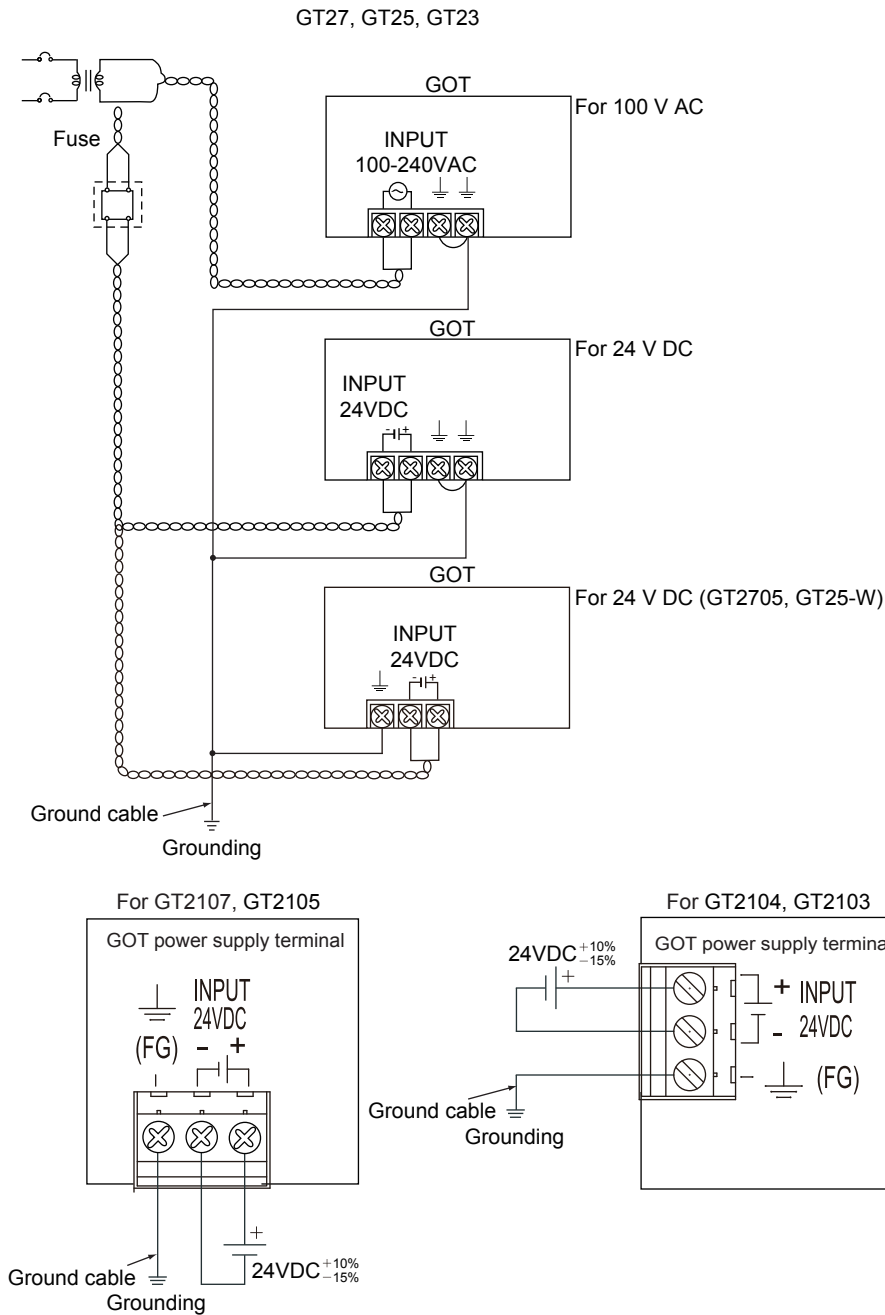 GT27, GT25, GT23
Fuse
GOT
For 100 V AC
INPUT
100-240VAC
GOT
For 24 V DC
INPUT
24VDC
- +
GOT
For 24 V DC (GT2705, GT25-W)
INPUT
24VDC
- +
Ground cable
Grounding
For GT2107, GT2105
GOT power supply terminal
INPUT
24VDC
(FG) - +
+
24VDC +10% -15%
Ground cable
Grounding
For GT2104, GT2103
GOT power supply termina
24VDC +10% -15%
+
+ INPUT
- 24VDC
(FG)
Ground cable
Grounding